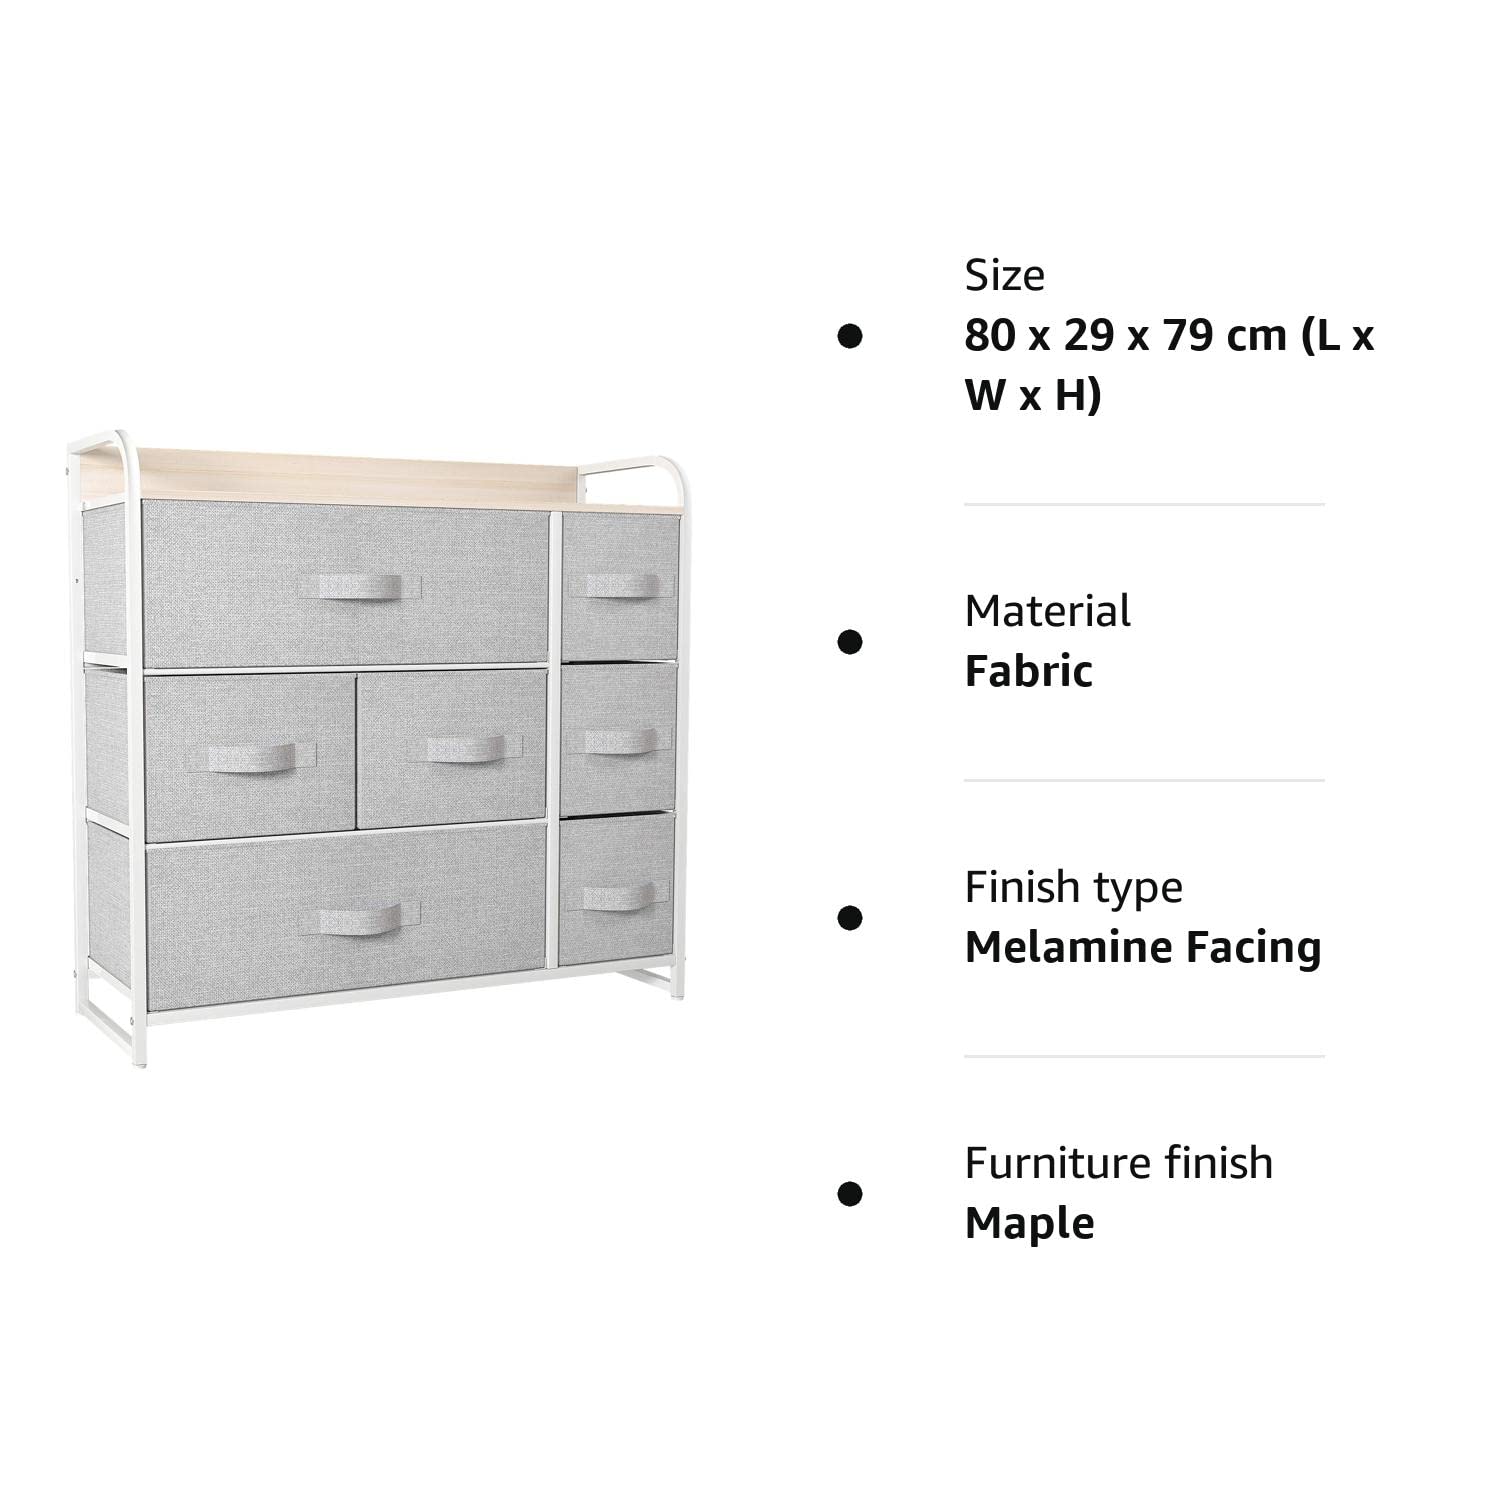 Size
80 x 29 x 79 cm (L x
W x H)
Material
Fabric
Finish type
Melamine Facing
Furniture finish
Maple